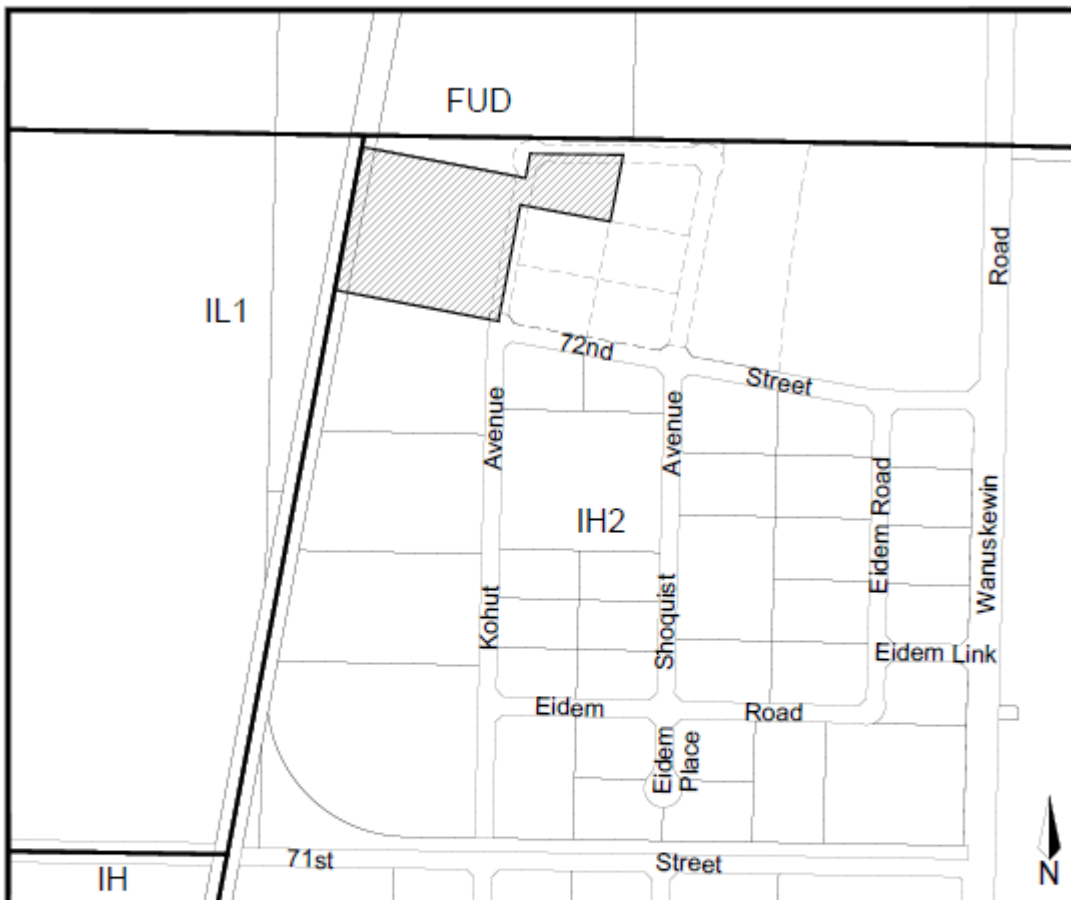 FUD
Road
IL1
72nd
Street
Avenue
Avenue
IH2
Eidem Road
Wanuskewin
Kohut
Shoquist
Eidem Link
Eidem
Road
Eidem
Place
71st
Street
IH
N